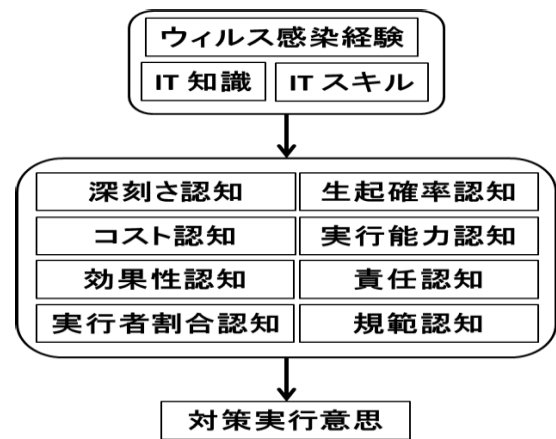 ウィルス感染経験
IT 知識 IT スキル
深刻さ認知 生起確率認知
コスト認知 実行能力認知
効果性認知 責任認知
実行者割合認知 規範認知
対策実行意思